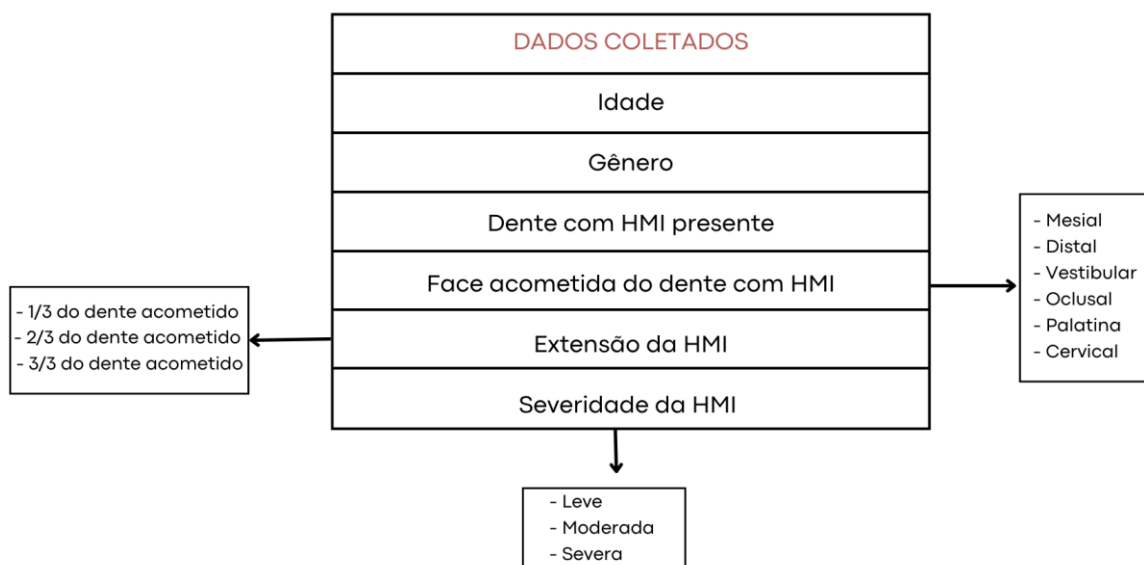 DADOS COLETADOS
Idade
Gênero
Dente com HMI presente
Face acometida do dente com HMI
Extensão da HMI
Severidade da HMI
- Mesial
- Distal
- Vestibular
- Oclusal
- Palatina
- Cervical
- 1/3 do dente acometido
- 2/3 do dente acometido
- 3/3 do dente acometido
- Leve
- Moderada
- Severa